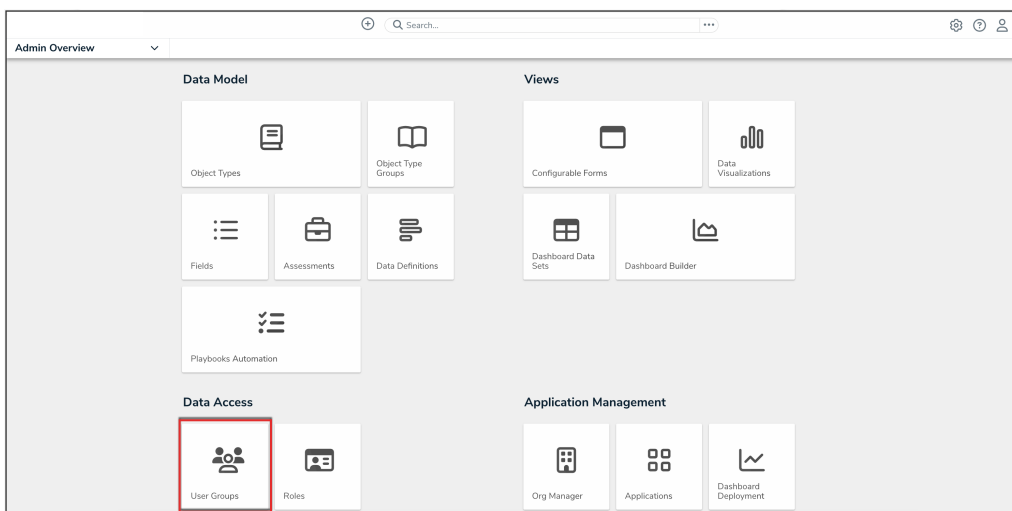 Search...
Admin Overview
Data Model
Object Types
Object Type
Groups
Fields
Assessments
Data Definitions
Playbooks Automation
Views
Configurable Forms
Data
Visualizations
Dashboard Data
Sets
Dashboard Builder
Data Access
User Groups
Roles
Application Management
Org Manager
Applications
Dashboard
Deployment